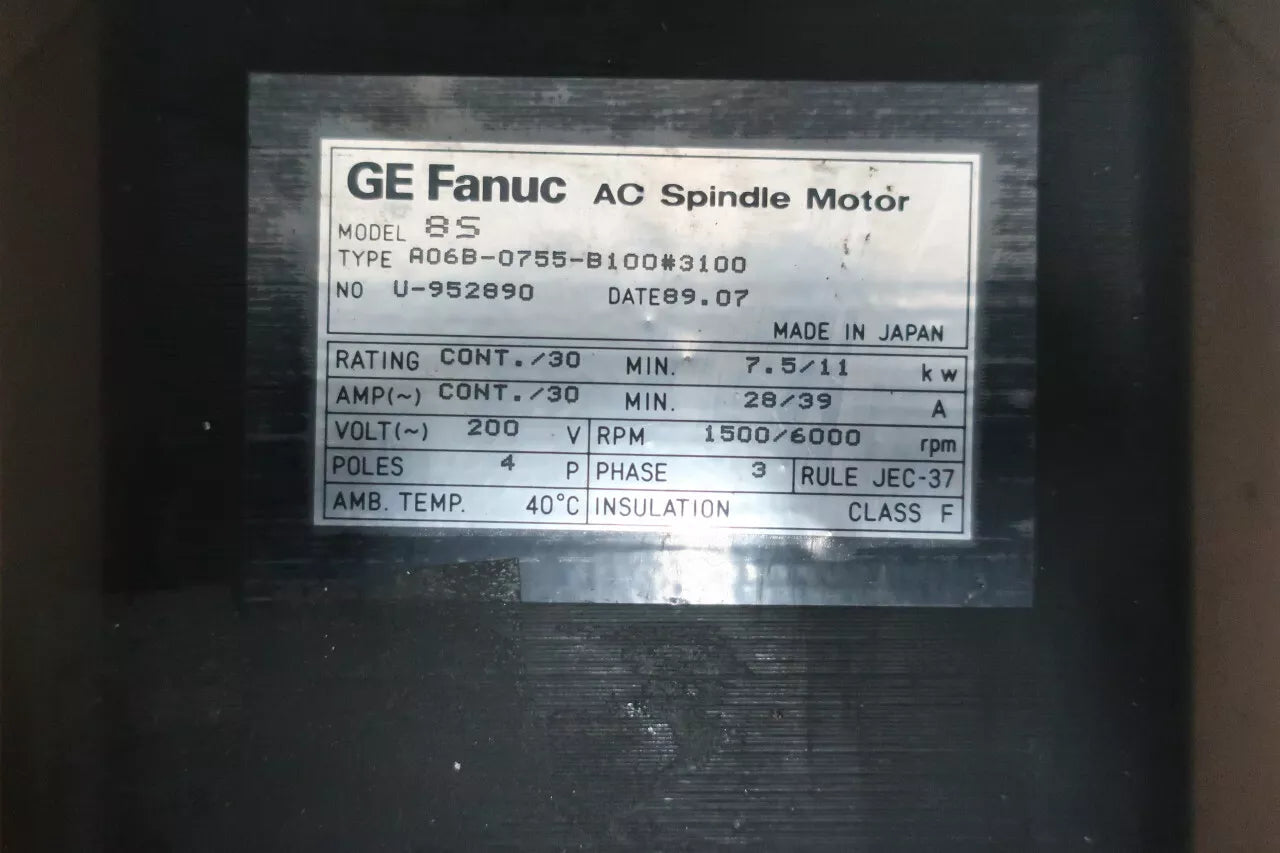 GE Fanuc AC Spindle Motor
MODEL 8S
TYPE A06B-0755-B100#3100
NO U-952890 DATE 89.07
MADE IN JAPAN
RATING CONT./30 MIN. 7.5/11 kw
AMP(~) CONT./30 MIN. 28/39 A
VOLT(~) 200 V RPM 1500/6000 rpm
POLES 4 P PHASE 3 RULE JEC-37
AMB. TEMP. 40°C INSULATION CLASS F